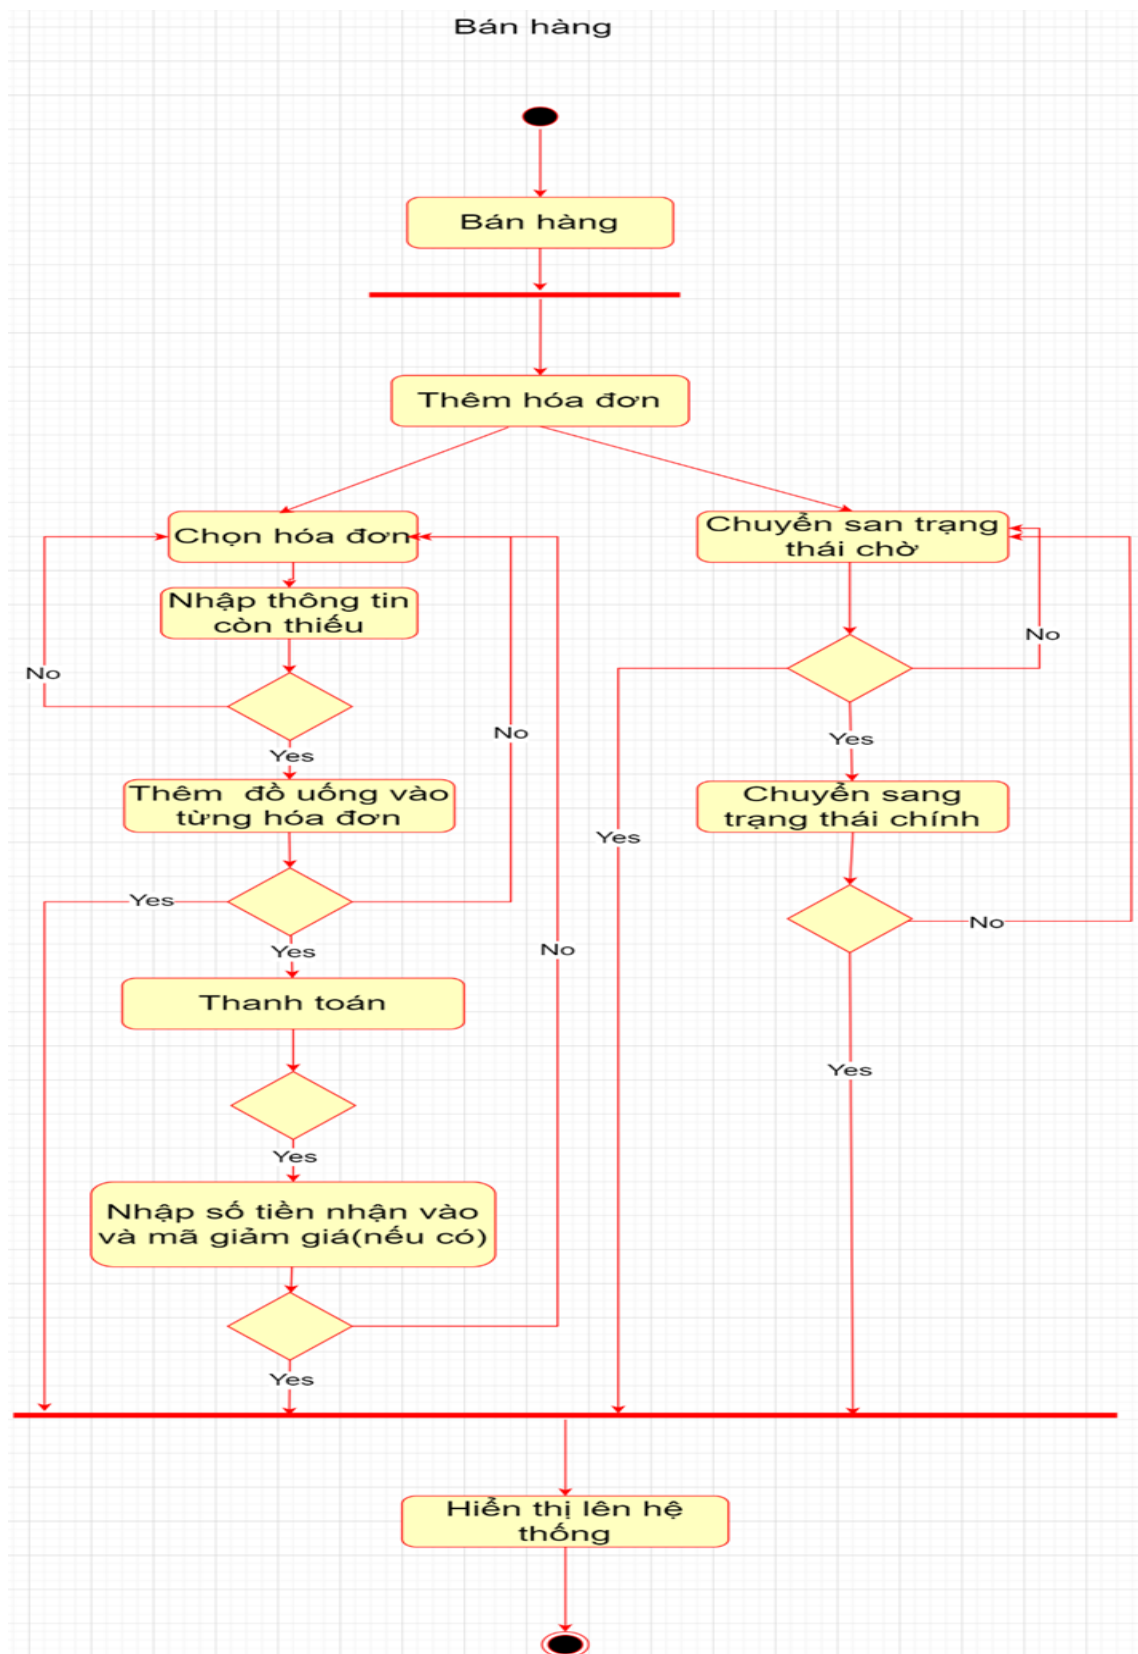 Bán hàng
Bán hàng
Thêm hóa đơn
Chọn hóa đơn
Chuyển san trạng
thái chờ
Nhập thông tin
còn thiếu
No
No
No
Yes
Yes
Thêm  đồ uống vào
từng hóa đơn
Chuyển sang
trạng thái chính
Yes
Yes
No
Yes
No
Thanh toán
Yes
Yes
Nhập số tiền nhận vào
và mã giảm giá(nếu có)
Yes
Hiển thị lên hệ
thống